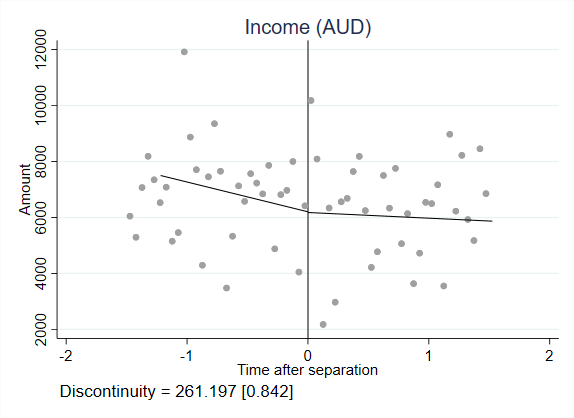 Income (AUD)
Amount
12000
10000
8000
6000
4000
2000
-2
-1
0
1
2
Time after separation
Discontinuity = 261.197 [0.842]